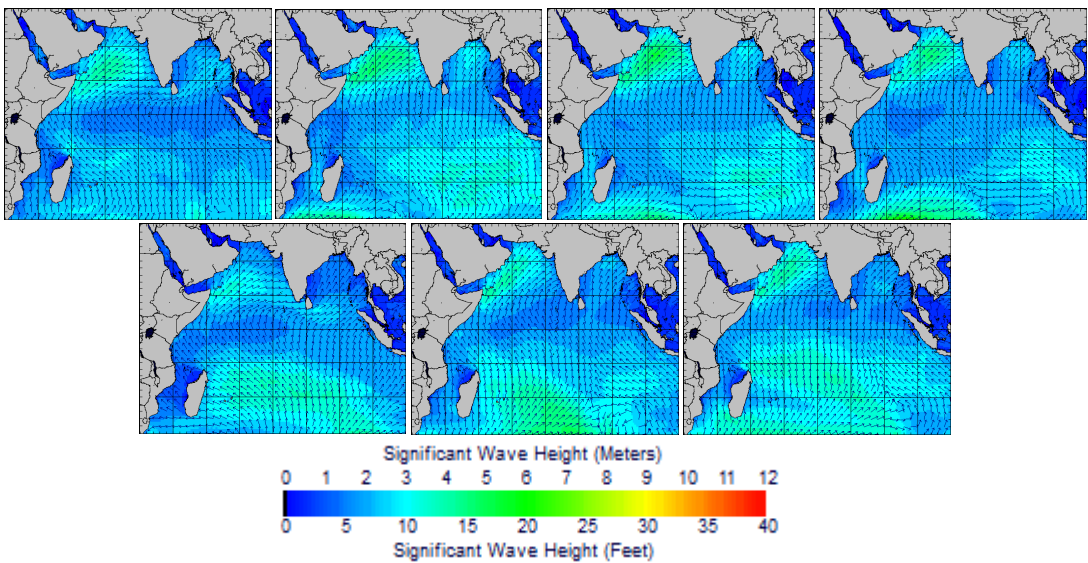 Significant Wave Height (Meters)
0 1 2 3 4 5 6 7 8 9 10 11 12
0 5 10 15 20 25 30 35 40
Significant Wave Height (Feet)